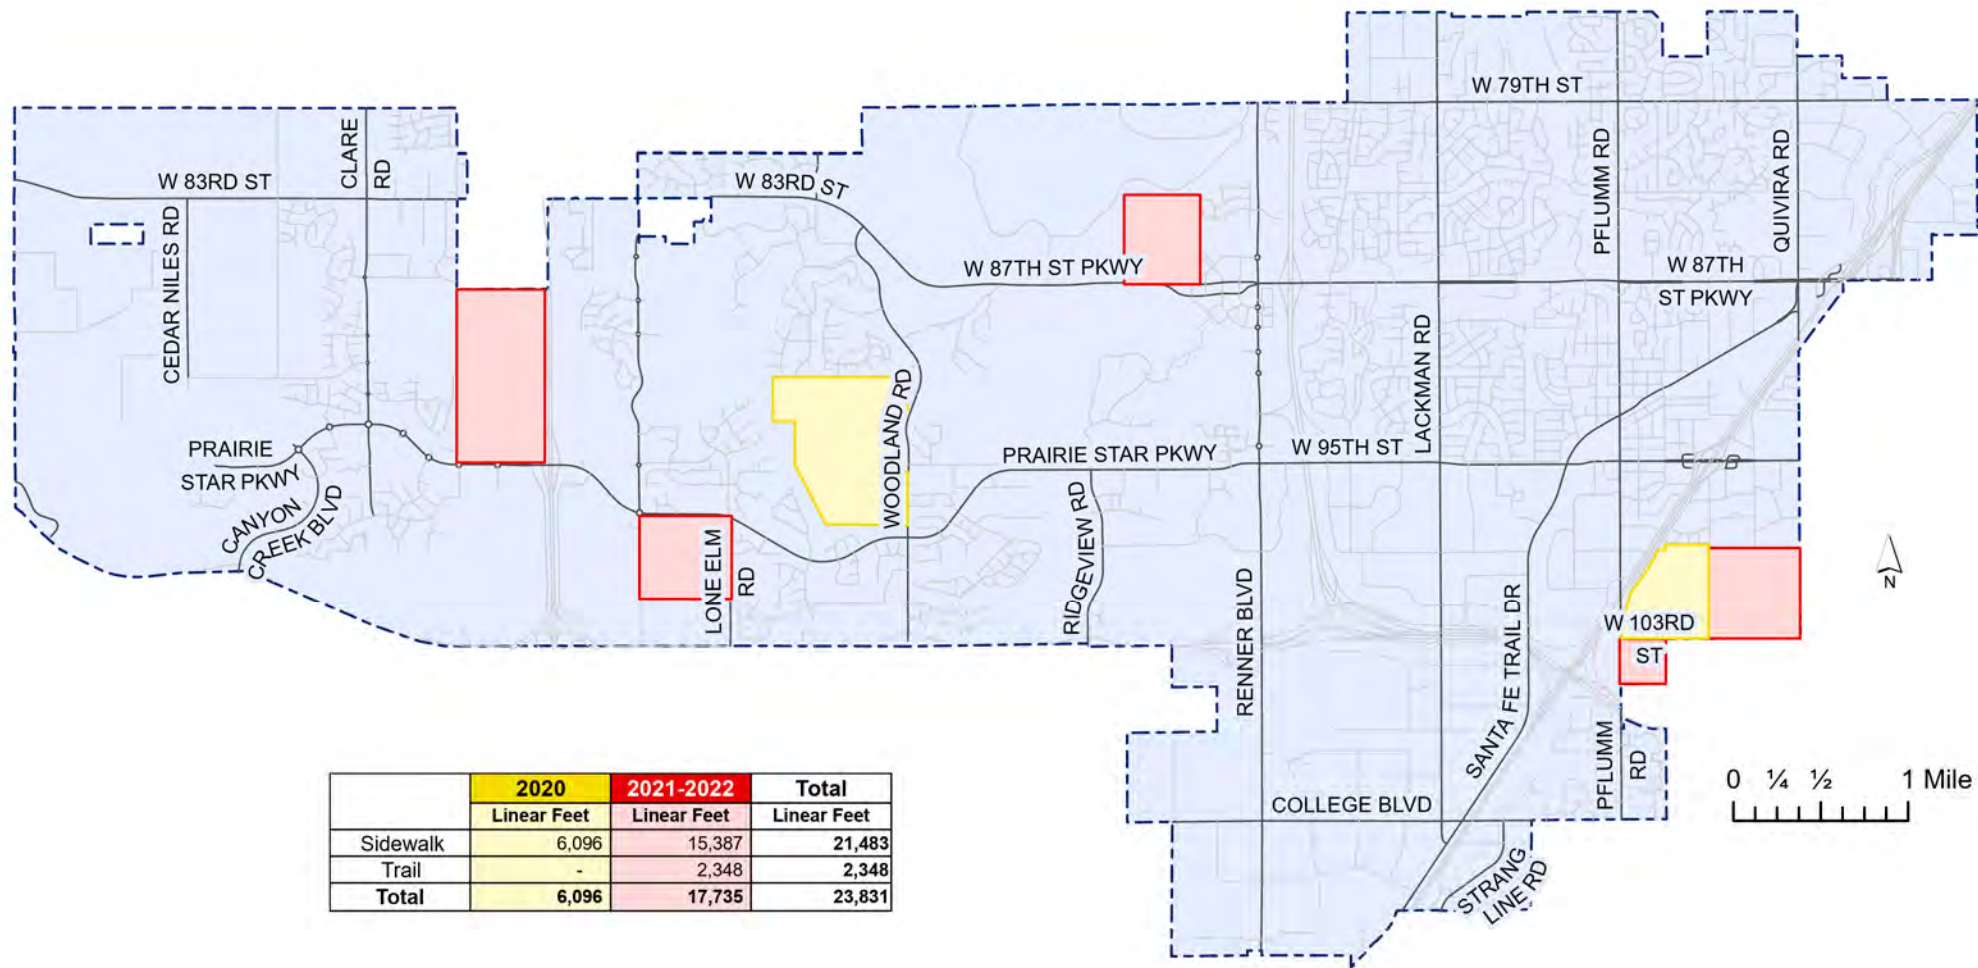 W 79TH ST
CLARE
RD
W 83RD ST
W 83RD ST
PFLUMM RD
QUIVIRA RD
CEDAR NILES RD
W 87TH ST PKWY
W 87TH
ST PKWY
LACKMAN RD
WOODLAND RD
PRAIRIE
STAR PKWY
PRAIRIE STAR PKWY
W 95TH ST
CANYON
CREEK BLVD
LONE ELM
RD
RIDGEVIEW RD
RENNER BLVD
SANTA FE TRAIL DR
W 103RD
ST
N
PFLUMM
RD
COLLEGE BLVD
STRANG
LINE RD
0 ¼ ½ 1 Mile
2020 2021-2022 Total
Linear Feet Linear Feet Linear Feet
Sidewalk 6,096 15,387 21,483
Trail - 2,348 2,348
Total 6,096 17,735 23,831